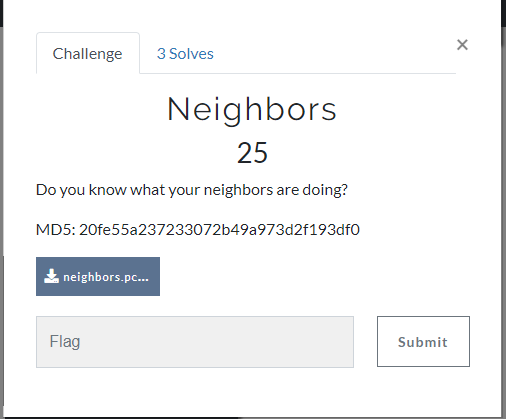 Challenge
3 Solves
×
Neighbors
25
Do you know what your neighbors are doing?
MD5: 20fe55a237233072b49a973d2f193df0
neighbors.pc...
Flag
Submit